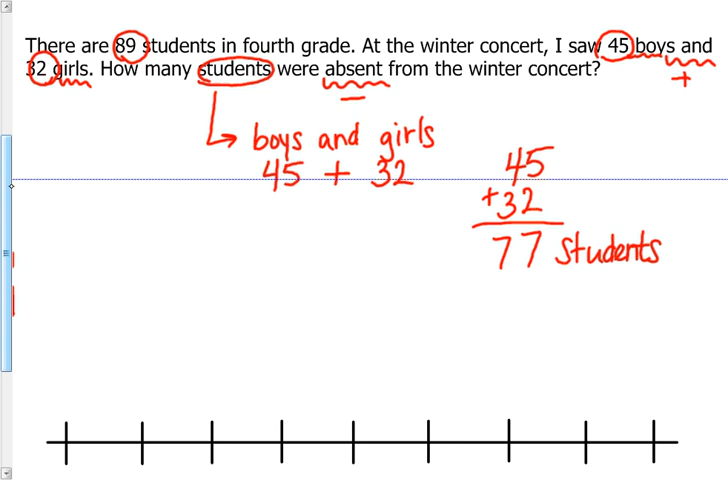 There are 89 students in fourth grade. At the winter concert, I saw 45 boys and
32 girls. How many students were absent from the winter concert?
+
−
boys and girls
45 + 32
45
+32
77 students